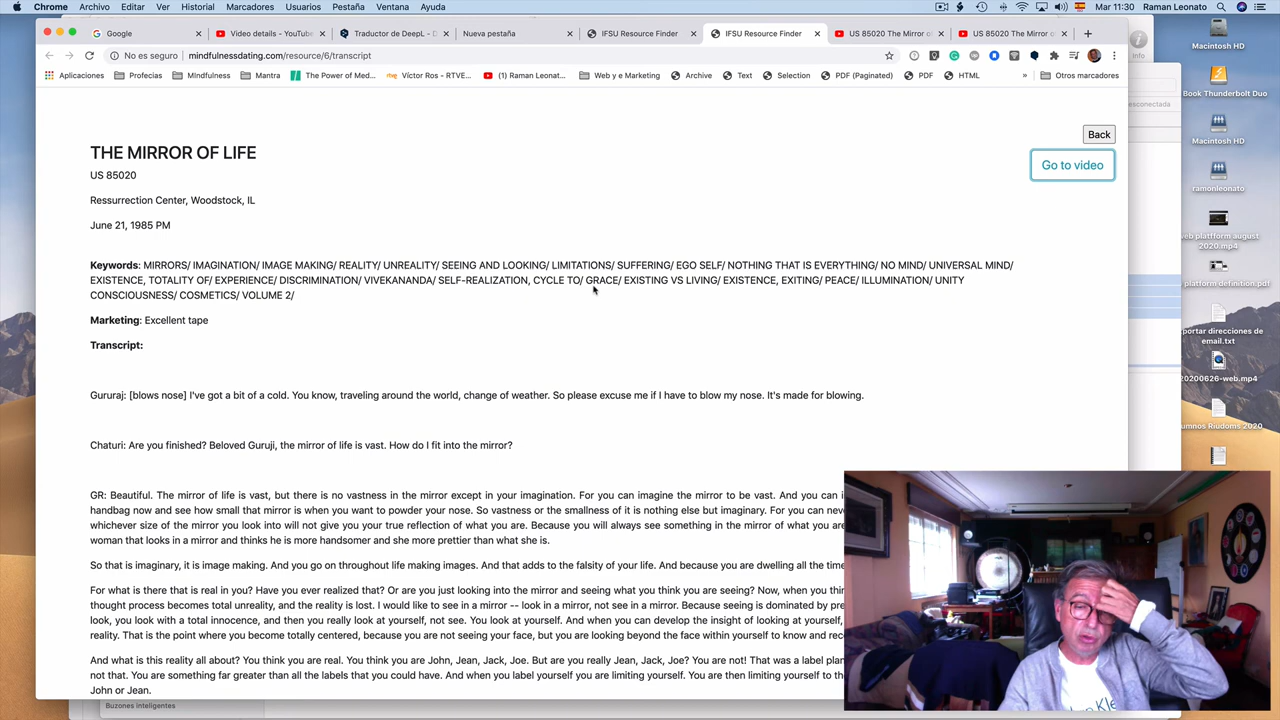 Chrome Archivo Editar Ver Historial Marcadores Usuarios Pestaña Ventana Ayuda Mar 11:30 Raman Leonato
Google Video details - YouTube Traductor de DeepL - D Nueva pestaña IFSU Resource Finder IFSU Resource Finder US 85020 The Mirror of US 85020 The Mirror of
No es seguro mindfulnessdating.com/resource/6/transcript
Aplicaciones Profecias MIndfulness Mantra The Power of Med... Víctor Ros - RTVE... (1) Raman Leonat... Web y e Marketing Archive Text Selection PDF (Paginated) PDF HTML » Otros marcadores
Back
Go to video
THE MIRROR OF LIFE
US 85020
Ressurrection Center, Woodstock, IL
June 21, 1985 PM
Keywords: MIRRORS/ IMAGINATION/ IMAGE MAKING/ REALITY/ UNREALITY/ SEEING AND LOOKING/ LIMITATIONS/ SUFFERING/ EGO SELF/ NOTHING THAT IS EVERYTHING/ NO MIND/ UNIVERSAL MIND/
EXISTENCE, TOTALITY OF/ EXPERIENCE/ DISCRIMINATION/ VIVEKANANDA/ SELF-REALIZATION, CYCLE TO/ GRACE/ EXISTING VS LIVING/ EXISTENCE, EXITING/ PEACE/ ILLUMINATION/ UNITY
CONSCIOUSNESS/ COSMETICS/ VOLUME 2/
Marketing: Excellent tape
Transcript:
Gururaj: [blows nose] I've got a bit of a cold. You know, traveling around the world, change of weather. So please excuse me if I have to blow my nose. It's made for blowing.
Chaturi: Are you finished? Beloved Guruji, the mirror of life is vast. How do I fit into the mirror?
GR: Beautiful. The mirror of life is vast, but there is no vastness in the mirror except in your imagination. For you can imagine the mirror to be vast. And you can i
handbag now and see how small that mirror is when you want to powder your nose. So vastness or the smallness of it is nothing else but imaginary. For you can neve
whichever size of the mirror you look into will not give you your true reflection of what you are. Because you will always see something in the mirror of what you are
woman that looks in a mirror and thinks he is more handsomer and she more prettier than what she is.
So that is imaginary, it is image making. And you go on throughout life making images. And that adds to the falsity of your life. And because you are dwelling all the time
For what is there that is real in you? Have you ever realized that? Or are you just looking into the mirror and seeing what you think you are seeing? Now, when you thin
thought process becomes total unreality, and the reality is lost. I would like to see in a mirror -- look in a mirror, not see in a mirror. Because seeing is dominated by pre
look, you look with a total innocence, and then you really look at yourself, not see. You look at yourself. And when you can develop the insight of looking at yourself,
reality. That is the point where you become totally centered, because you are not seeing your face, but you are looking beyond the face within yourself to know and reco
And what is this reality all about? You think you are real. You think you are John, Jean, Jack, Joe. But are you really Jean, Jack, Joe? You are not! That was a label plan
not that. You are something far greater than all the labels that you could have. And when you label yourself you are limiting yourself. You are then limiting yourself to the
John or Jean.
Buzones inteligentes
Info
esconectada
Macintosh HD
Book Thunderbolt Duo
Macintosh HD
ramonleonato
eb platfform august
2020.mp4
platform definition.pdf
portar direcciones de
email.txt
20200626-web.mp4
umnos Riudoms 2020